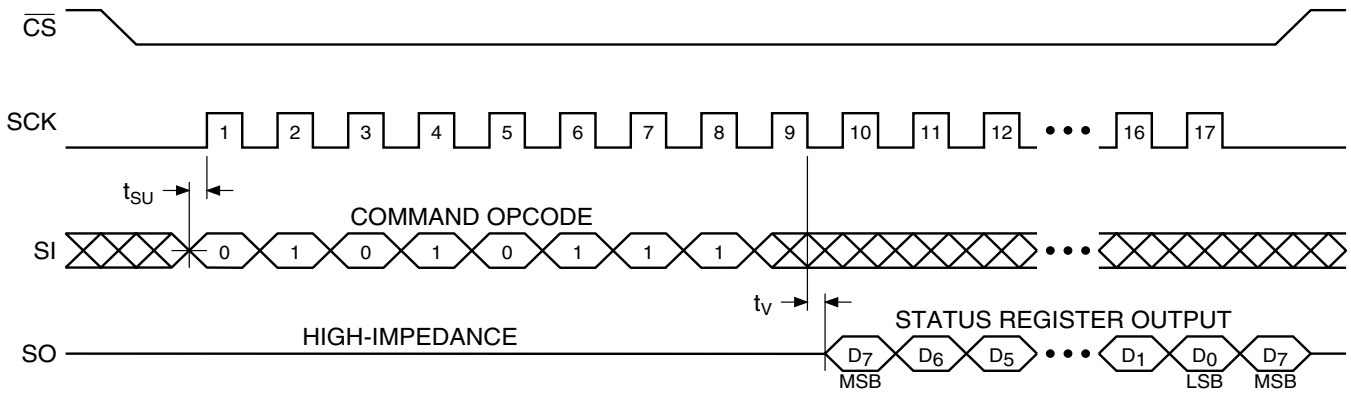 CS
SCK 1 2 3 4 5 6 7 8 9 10 11 12 ••• 16 17
tSU
COMMAND OPCODE
SI 0 1 0 1 0 1 1 1 •••
tV
HIGH-IMPEDANCE STATUS REGISTER OUTPUT
SO D7 D6 D5 ••• D1 D0 D7
MSB LSB MSB